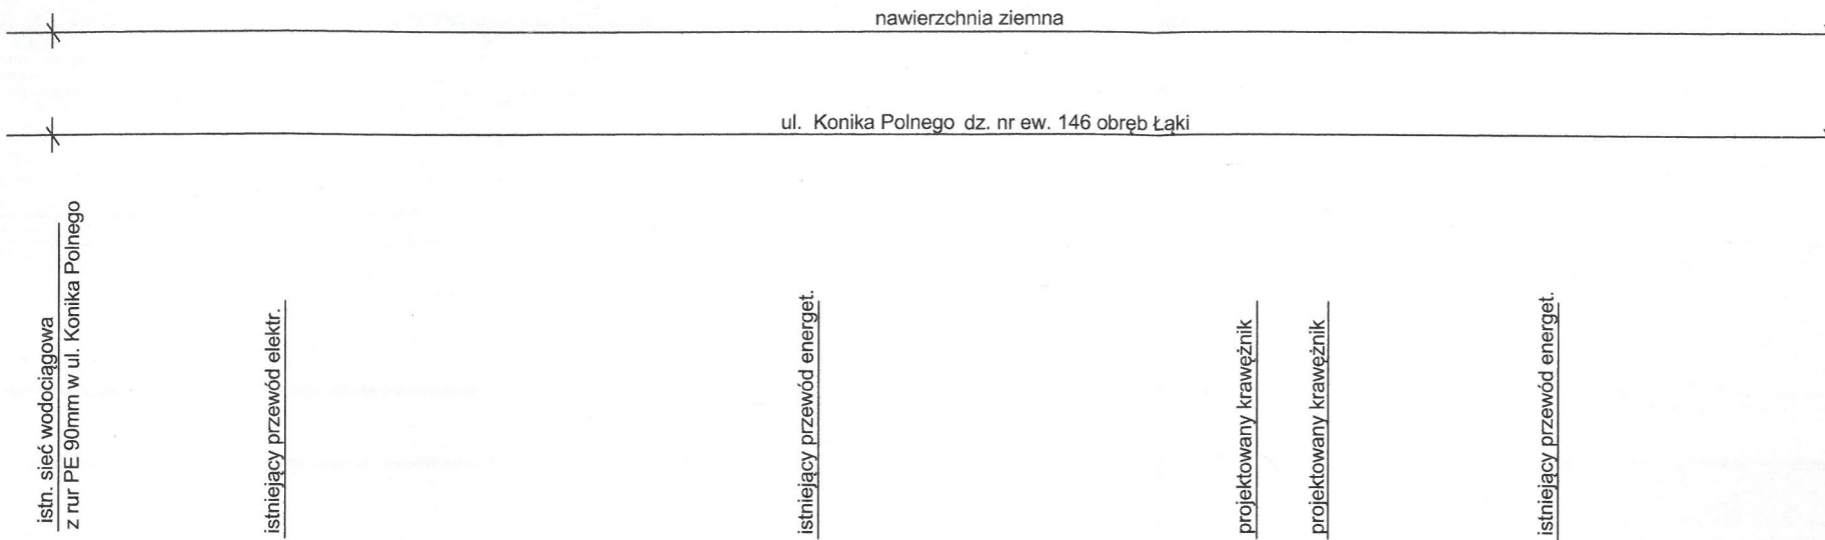 nawierzchnia ziemna
ul. Konika Polnego dz. nr ew. 146 obręb Łąki
istn. sieć wodociągowa
z rur PE 90mm w ul. Konika Polnego
istniejący przewód elektr.
istniejący przewód energet.
projektowany krawężnik
projektowany krawężnik
istniejący przewód energet.